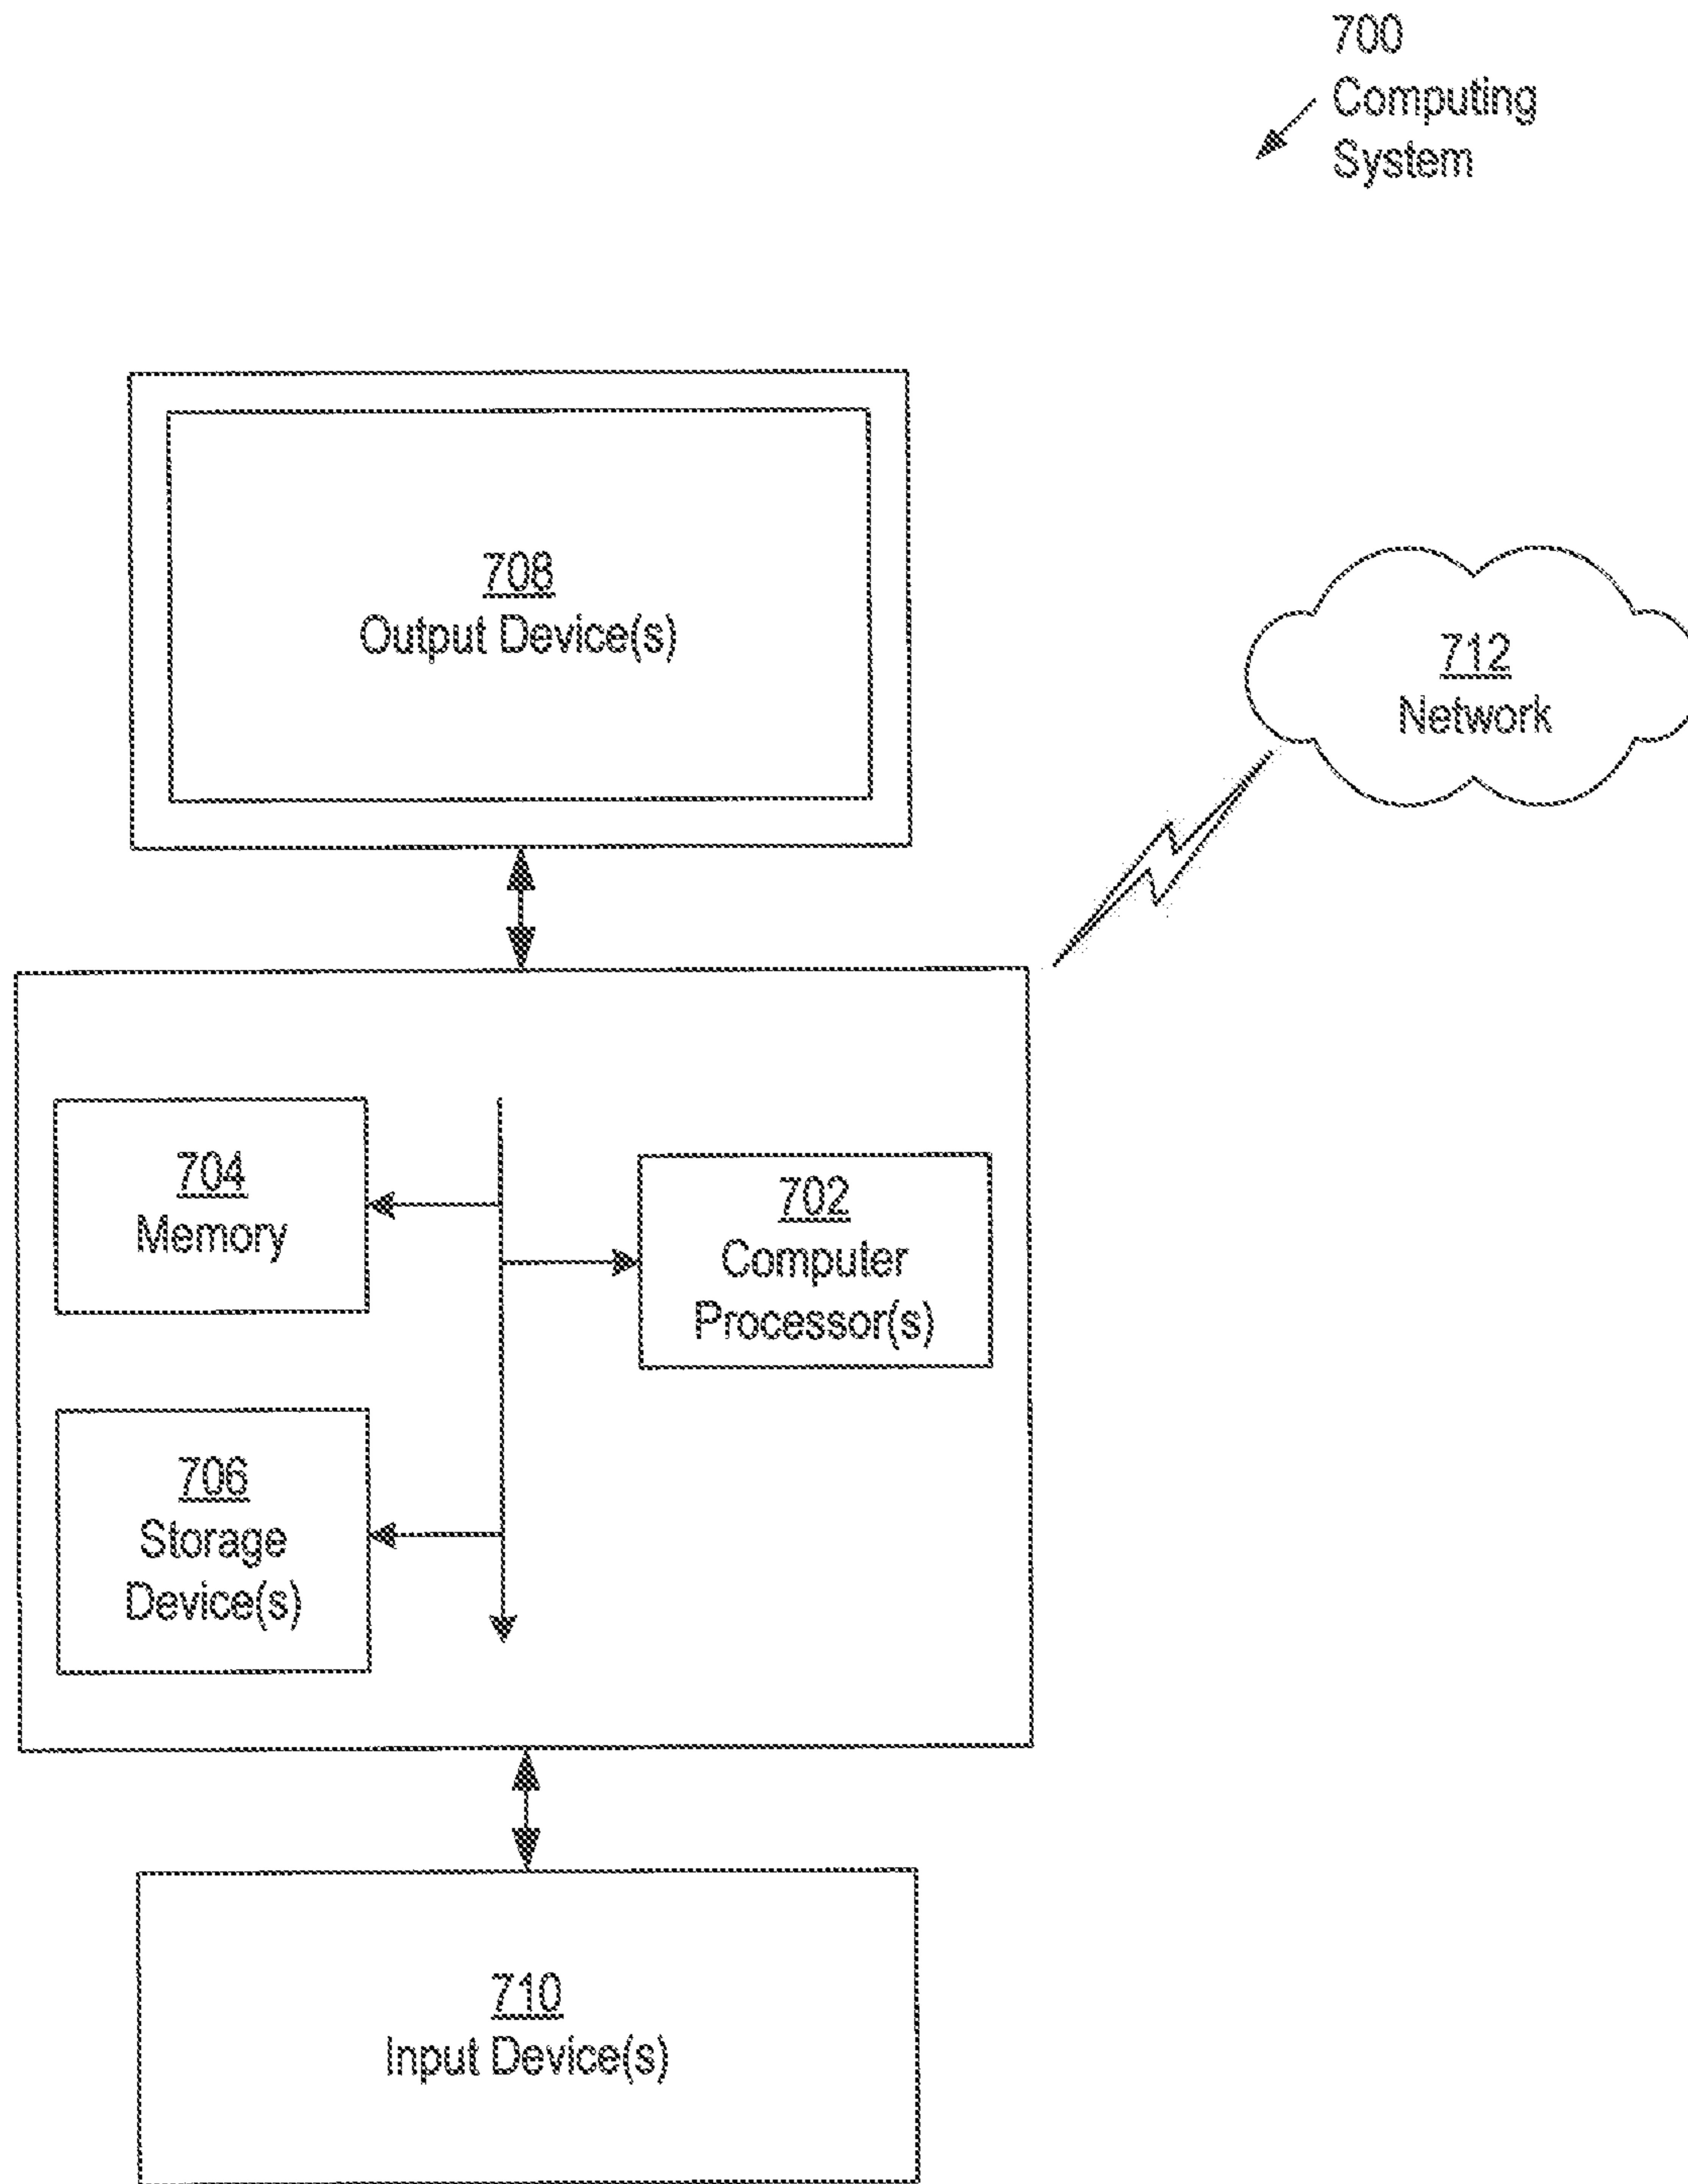 700
Computing
System
708
Output Device(s)
712
Network
704
Memory
702
Computer
Processor(s)
706
Storage
Device(s)
710
Input Device(s)